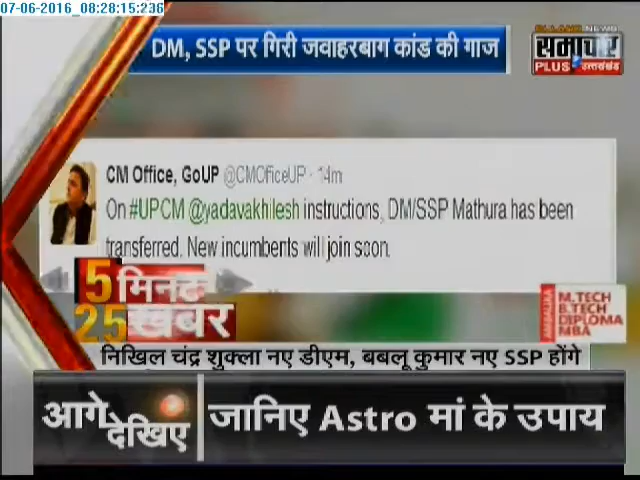 07-06-2016_08:28:15:236
DM, SSP पर गिरी जवाहरबाग कांड की गाज
NEWS
समाचार
PLUS उत्तराखंड
CM Office, GoUP @CMOfficeUP · 14m
On #UPCM @yadavakhilesh instructions, DM/SSP Mathura has been
transferred. New incumbents will join soon.
5 मिनट
25 खबर
M.TECH
B.TECH
DIPLOMA
MBA
निखिल चंद्र शुक्ला नए डीएम, बबलू कुमार नए SSP होंगे
आगे देखिए
जानिए Astro मां के उपाय